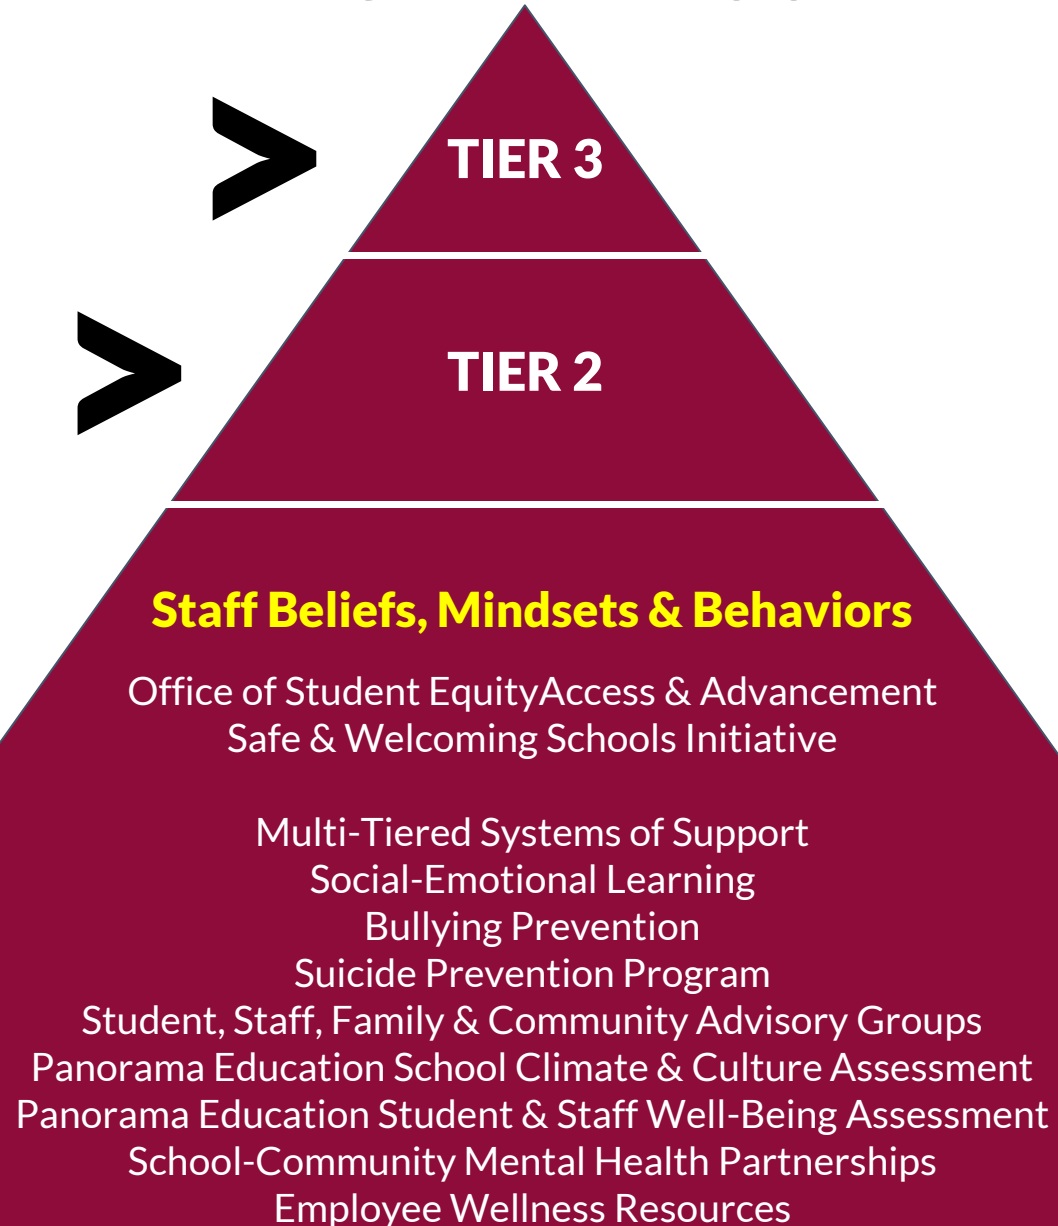 >
TIER 3
>
TIER 2
Staff Beliefs, Mindsets & Behaviors
Office of Student EquityAccess & Advancement
Safe & Welcoming Schools Initiative
Multi-Tiered Systems of Support
Social-Emotional Learning
Bullying Prevention
Suicide Prevention Program
Student, Staff, Family & Community Advisory Groups
Panorama Education School Climate & Culture Assessment
Panorama Education Student & Staff Well-Being Assessment
School-Community Mental Health Partnerships
Employee Wellness Resources